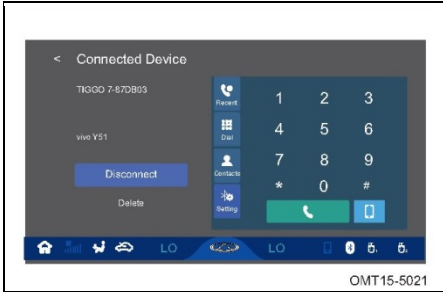 < Connected Device
TIGGO 7-87DB03
vivo Y51
Disconnect
Delete
Recent
Dial
Contacts
Setting
1 2 3
4 5 6
7 8 9
* 0 #
LO
LO
OMT15-5021